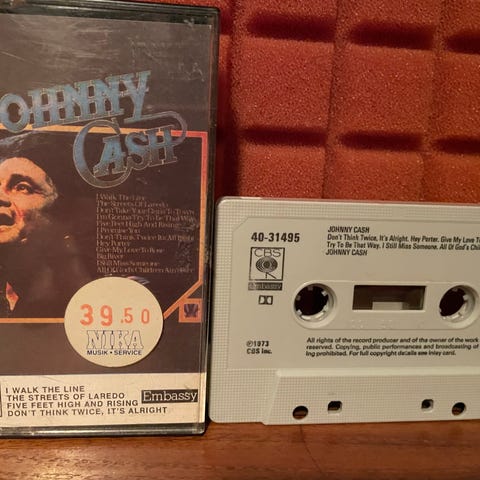 JOHNNY
CASH
I Walk The Line
The Streets Of Laredo
Don't Take Your Guns To Town
I'm Gonna Try To Be That Way
Five Feet High And Rising
I Promise You
Don't Think Twice Its All Right
Hey Porter
Give My Love To Rose
Big River
I Still Miss Someone
All Of God's Children Ain't Free
39.50
NIKA
MUSIK • SERVICE
I WALK THE LINE
THE STREETS OF LAREDO
FIVE FEET HIGH AND RISING
DON'T THINK TWICE, IT'S ALRIGHT
Embassy
40-31495
CBS
Embassy
℗1973
CBS Inc.
JOHNNY CASH
Don't Think Twice, It's Alright. Hey Porter. Give My Love To
Try To Be That Way. I Still Miss Someone. All Of God's Chi
JOHNNY CASH
All rights of the record producer and of the owner of the work
reserved. Copying, public performances and broadcasting of
ing prohibited. For full copyright details see inlay card.